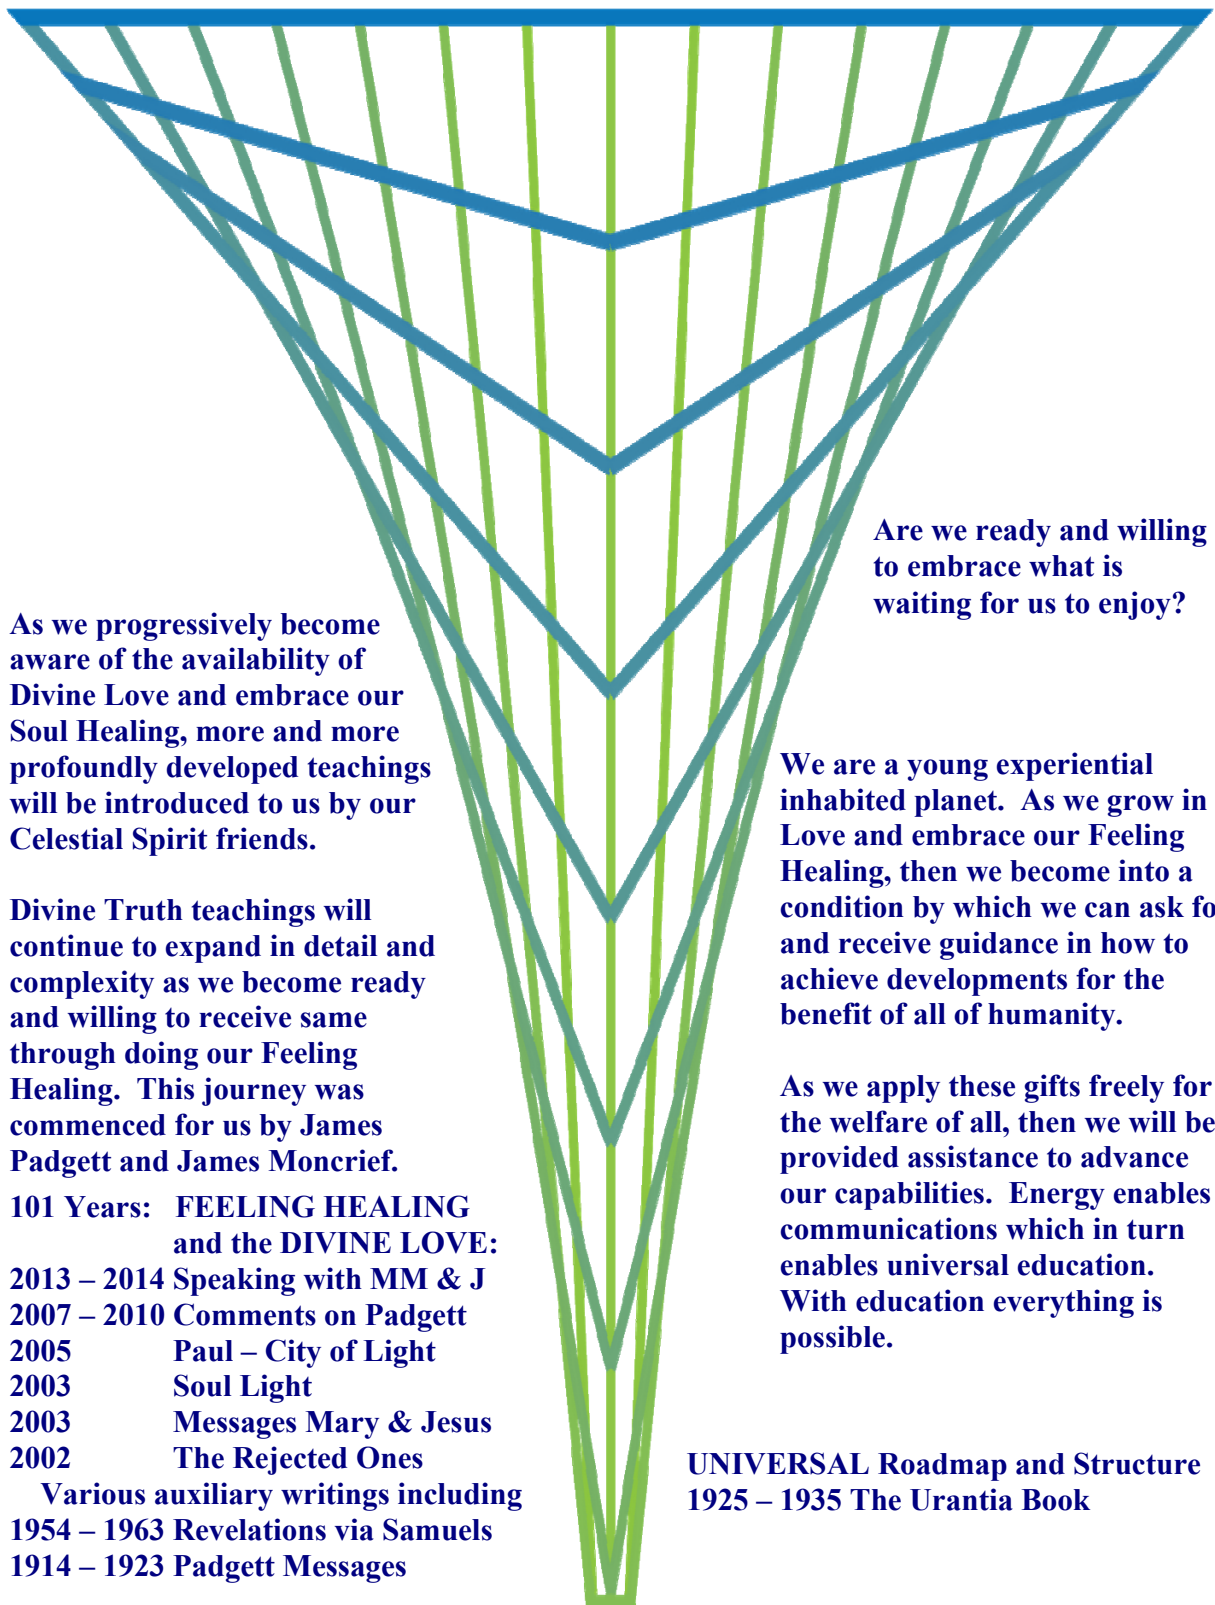 Are we ready and willing
to embrace what is
waiting for us to enjoy?
As we progressively become
aware of the availability of
Divine Love and embrace our
Soul Healing, more and more
profoundly developed teachings
will be introduced to us by our
Celestial Spirit friends.
Divine Truth teachings will
continue to expand in detail and
complexity as we become ready
and willing to receive same
through doing our Feeling
Healing.  This journey was
commenced for us by James
Padgett and James Moncrief.
101 Years:   FEELING HEALING
and the DIVINE LOVE:
2013 – 2014 Speaking with MM & J
2007 – 2010 Comments on Padgett
2005 Paul – City of Light
2003 Soul Light
2003 Messages Mary & Jesus
2002 The Rejected Ones
Various auxiliary writings including
1954 – 1963 Revelations via Samuels
1914 – 1923 Padgett Messages
We are a young experiential
inhabited planet.  As we grow in
Love and embrace our Feeling
Healing, then we become into a
condition by which we can ask fo
and receive guidance in how to
achieve developments for the
benefit of all of humanity.
As we apply these gifts freely for
the welfare of all, then we will be
provided assistance to advance
our capabilities.  Energy enables
communications which in turn
enables universal education.
With education everything is
possible.
UNIVERSAL Roadmap and Structure
1925 – 1935 The Urantia Book